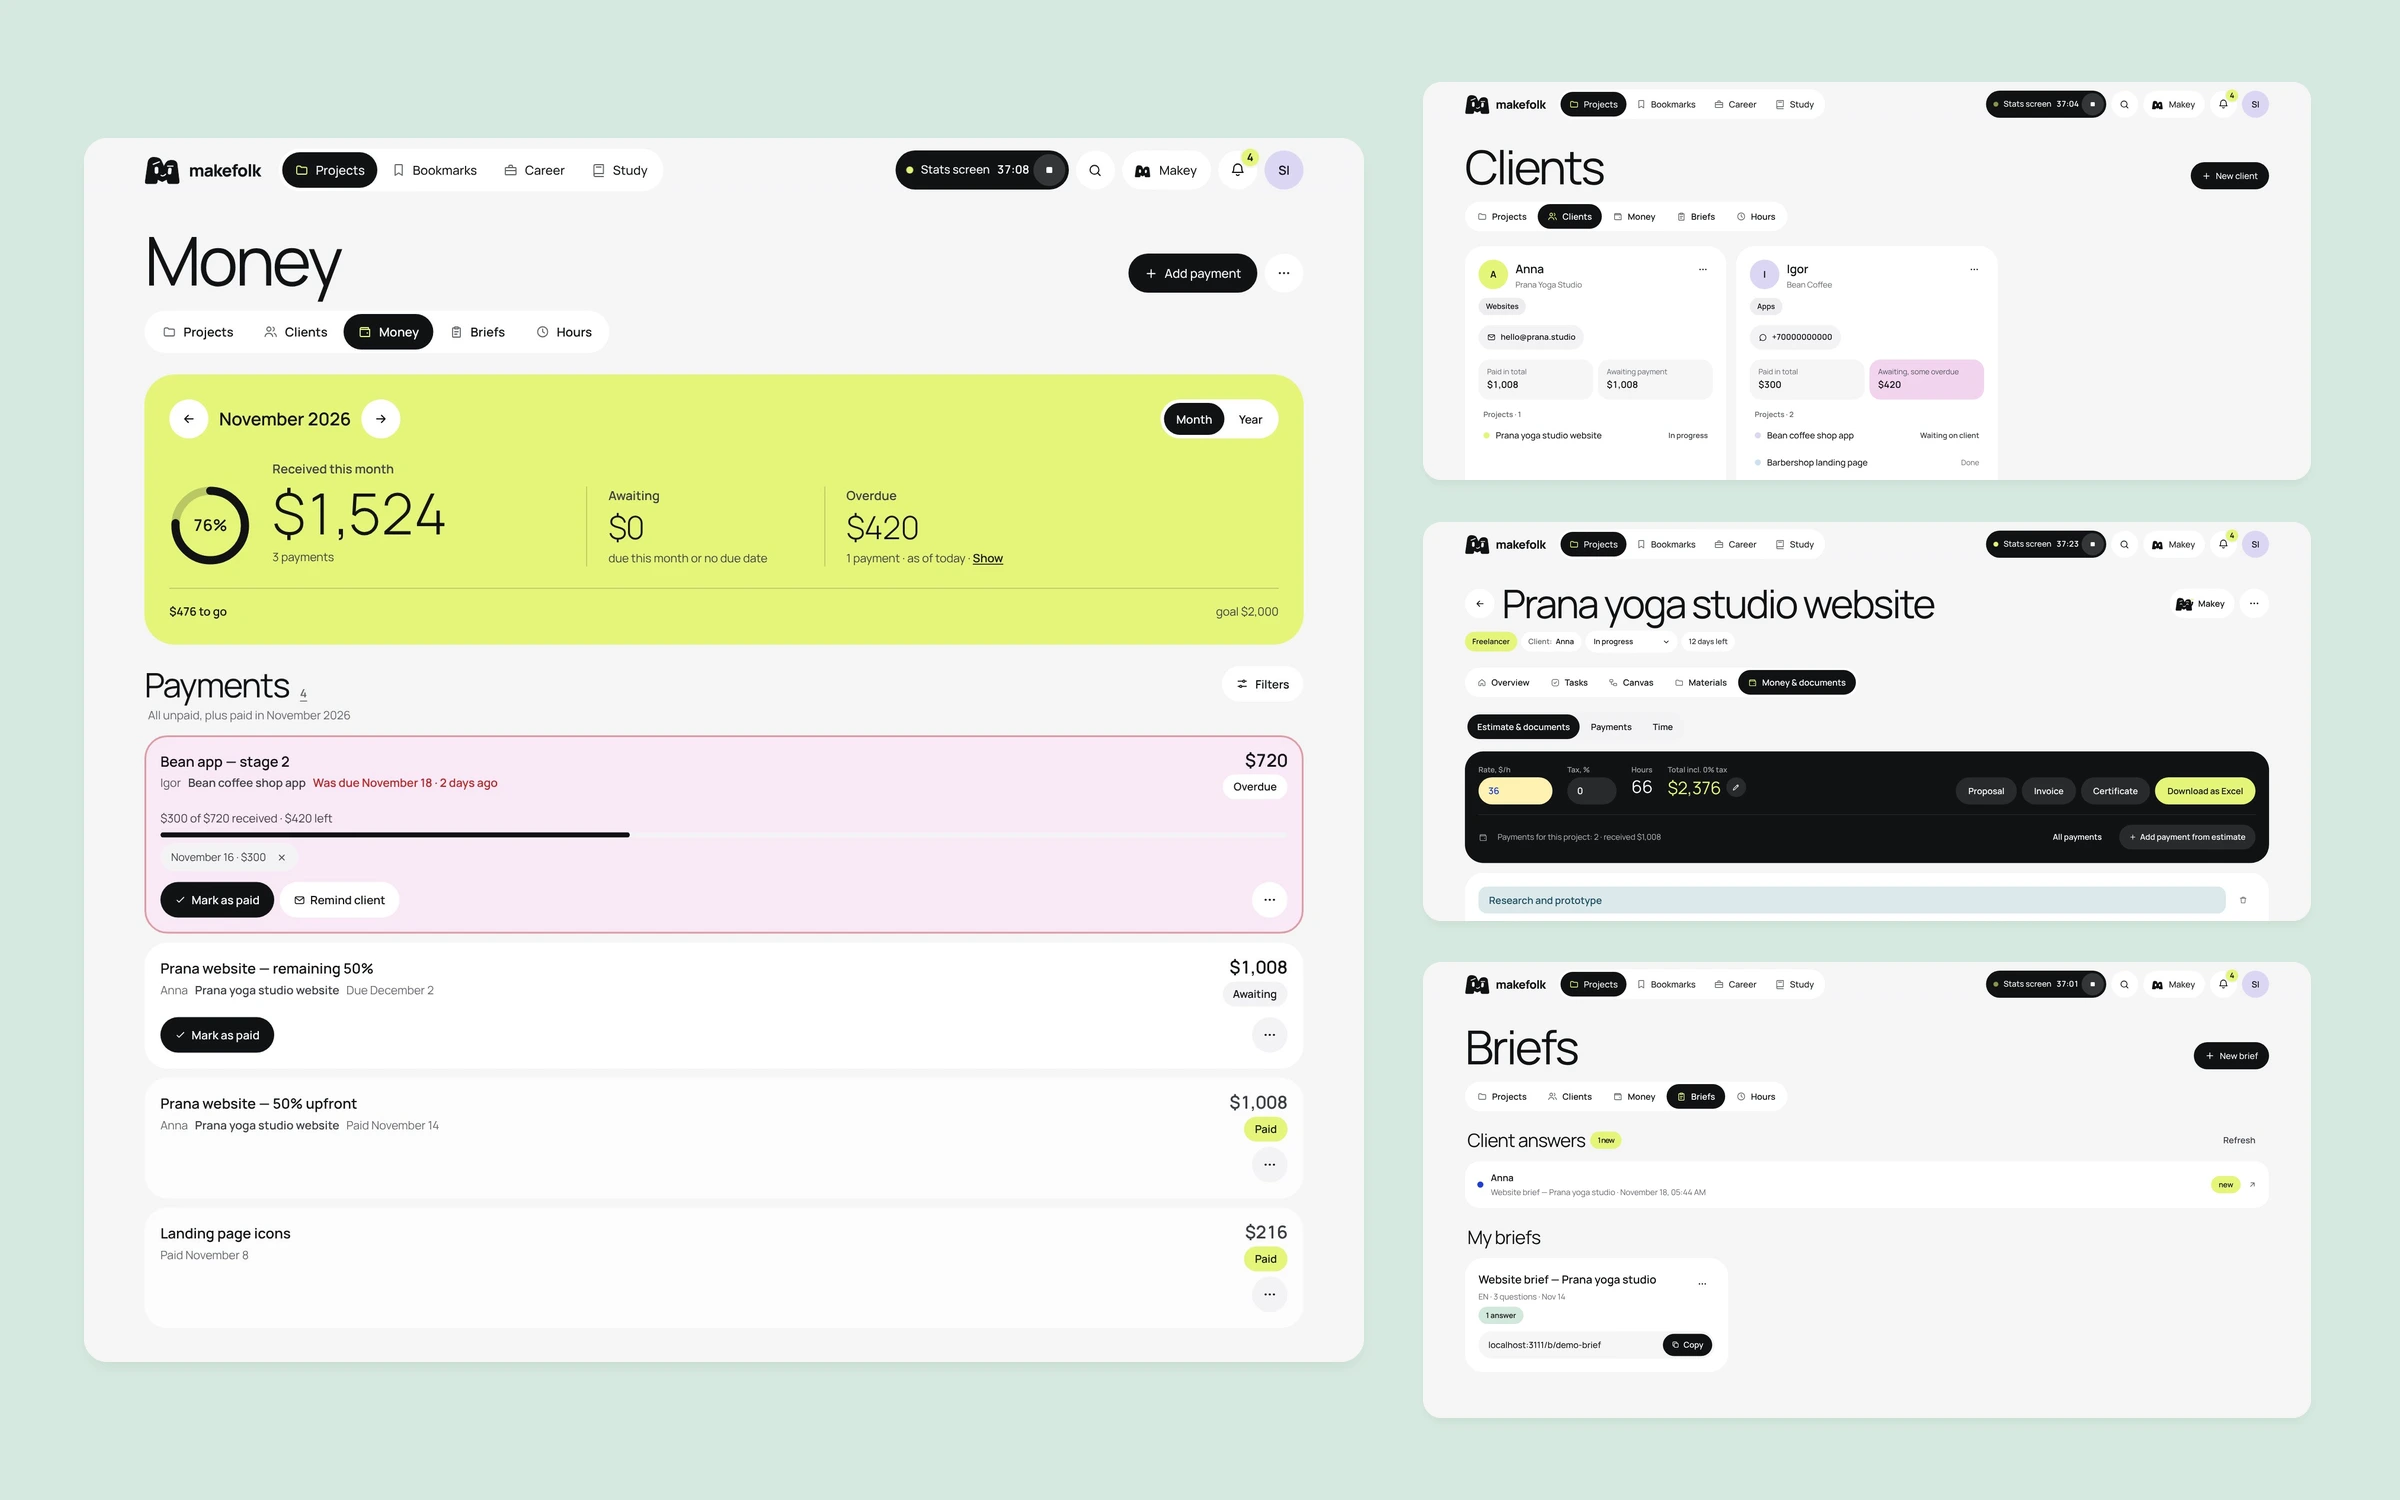 makefolk Projects Bookmarks Career Study Stats screen 37:08 Makey 4 SI
Money
+ Add payment ...
Projects Clients Money Briefs Hours
November 2026
Month Year
Received this month
76%
$1,524
3 payments
Awaiting
$0
due this month or no due date
Overdue
$420
1 payment · as of today · Show
$476 to go
goal $2,000
Payments 4
Filters
All unpaid, plus paid in November 2026
Bean app — stage 2
$720
Igor Bean coffee shop app Was due November 18 · 2 days ago
Overdue
$300 of $720 received · $420 left
November 16 · $300 ×
Mark as paid Remind client ...
Prana website — remaining 50%
$1,008
Anna Prana yoga studio website Due December 2
Awaiting
Mark as paid ...
Prana website — 50% upfront
$1,008
Anna Prana yoga studio website Paid November 14
Paid
...
Landing page icons
$216
Paid November 8
Paid
...
makefolk Projects Bookmarks Career Study Stats screen 37:04 Makey 4 SI
Clients
+ New client
Projects Clients Money Briefs Hours
A Anna ...
Prana Yoga Studio
Websites
hello@prana.studio
Paid in total
$1,008
Awaiting payment
$1,008
Projects · 1
Prana yoga studio website In progress
I Igor ...
Bean Coffee
Apps
+70000000000
Paid in total
$300
Awaiting, some overdue
$420
Projects · 2
Bean coffee shop app Waiting on client
Barbershop landing page Done
makefolk Projects Bookmarks Career Study Stats screen 37:23 Makey 4 SI
Prana yoga studio website
Makey ...
Freelancer Client: Anna In progress 12 days left
Overview Tasks Canvas Materials Money & documents
Estimate & documents Payments Time
Rate, $/h Tax, % Hours Total incl. 0% tax
36 0 66 $2,376
Proposal Invoice Certificate Download as Excel
Payments for this project: 2 · received $1,008
All payments + Add payment from estimate
Research and prototype
makefolk Projects Bookmarks Career Study Stats screen 37:01 Makey 4 SI
Briefs
+ New brief
Projects Clients Money Briefs Hours
Client answers 1 new
Refresh
Anna
Website brief — Prana yoga studio · November 18, 05:44 AM
new
My briefs
Website brief — Prana yoga studio ...
EN · 3 questions · Nov 14
1 answer
localhost:3111/b/demo-brief Copy